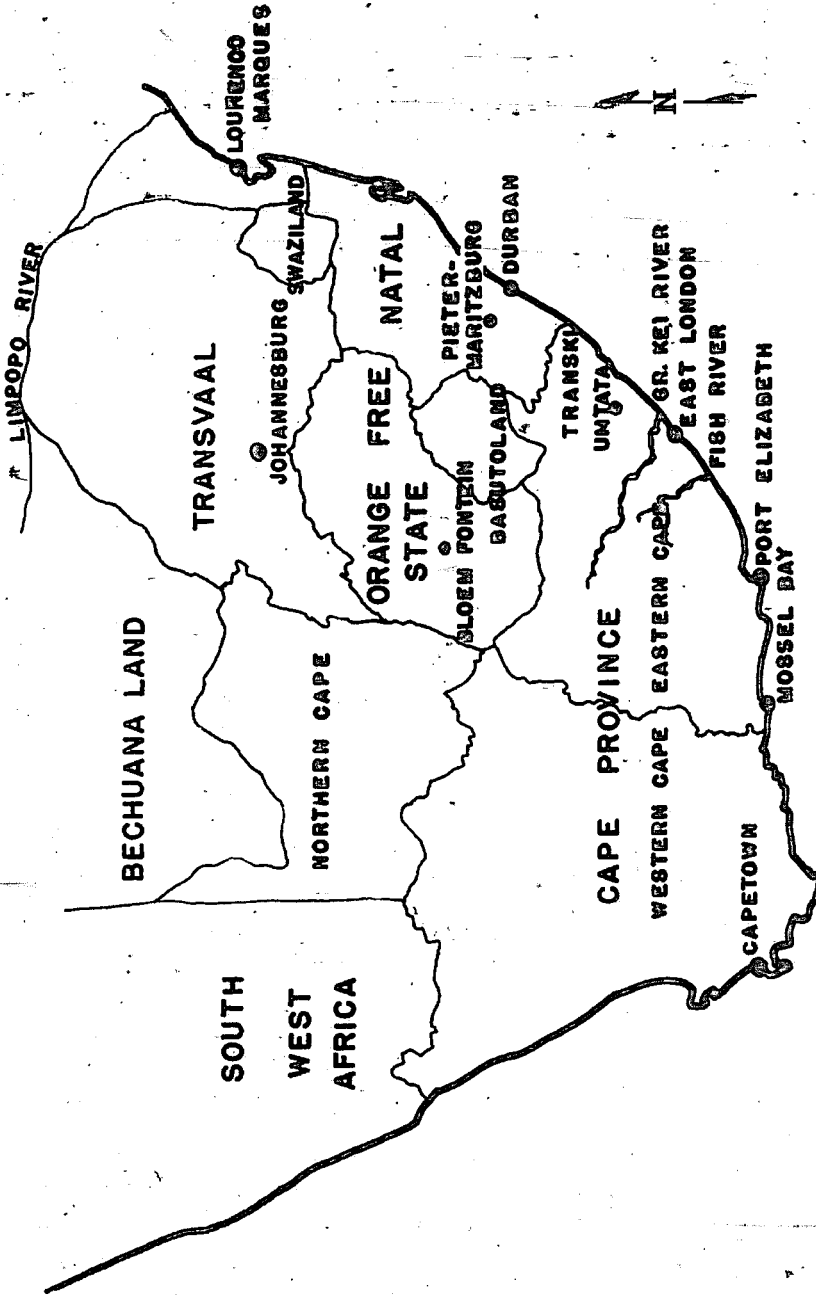 LIMPOPO RIVER
BECHUANA LAND
TRANSVAAL
LOURENCO
MARQUES
SOUTH
WEST
AFRICA
NORTHERN CAPE
JOHANNESBURG
SWAZILAND
ORANGE FREE
STATE
NATAL
BLOEM FONTEIN
PIETER-
MARITZBURG
BASUTOLAND
DURBAN
TRANSKI
UMTATA
CAPE PROVINCE
WESTERN CAPE EASTERN CAPE
GR. KEI RIVER
EAST LONDON
FISH RIVER
CAPETOWN
PORT ELIZABETH
MOSSEL BAY
N